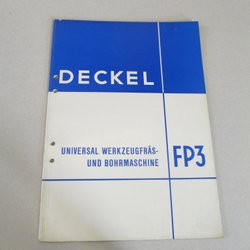 DECKEL
UNIVERSAL WERKZEUGFRÄS-
UND BOHRMASCHINE
FP3